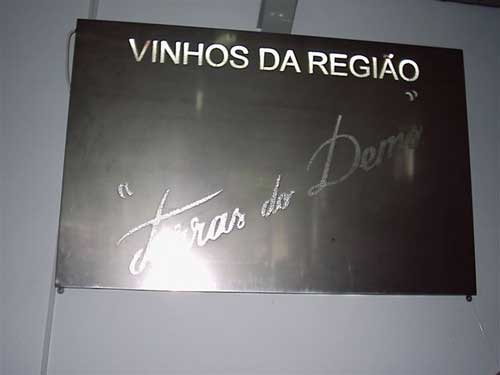 VINHOS DA REGIÃO
"Terras do Demo"